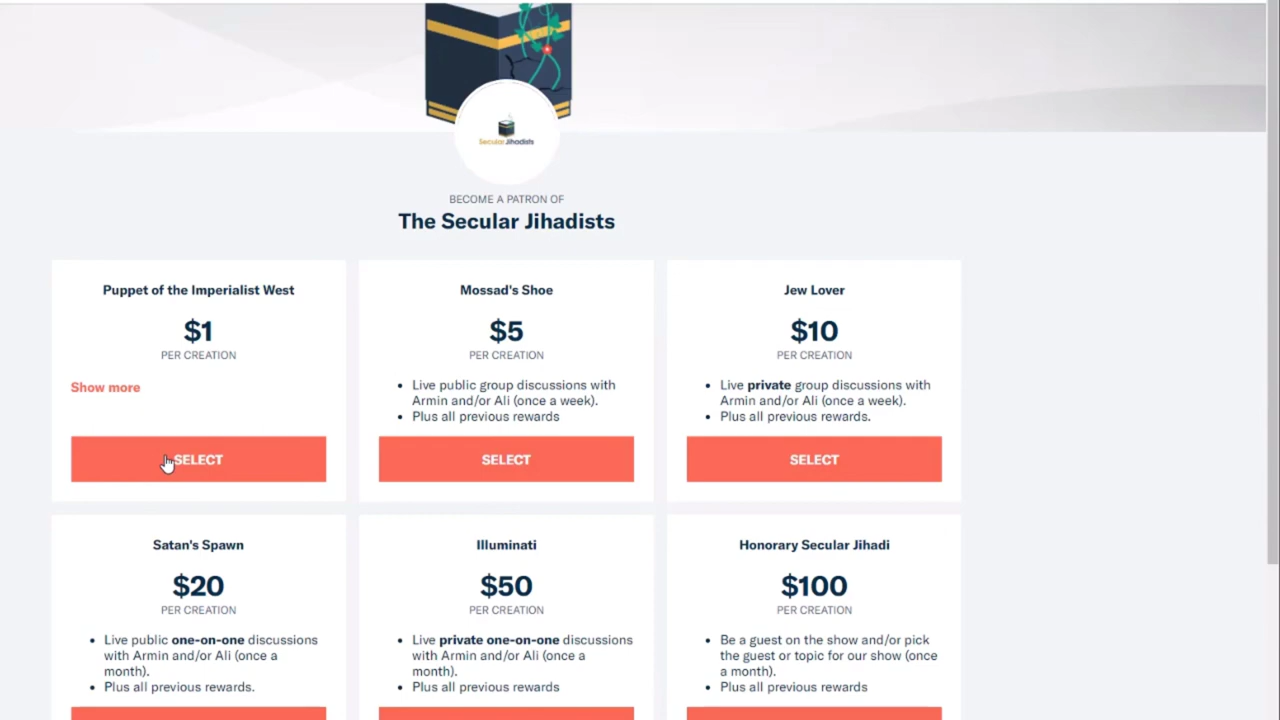 Secular Jihadists
BECOME A PATRON OF
The Secular Jihadists
Puppet of the Imperialist West
$1
PER CREATION
Show more
SELECT
Mossad's Shoe
$5
PER CREATION
• Live public group discussions with
Armin and/or Ali (once a week).
• Plus all previous rewards
SELECT
Jew Lover
$10
PER CREATION
• Live private group discussions with
Armin and/or Ali (once a week).
• Plus all previous rewards.
SELECT
Satan's Spawn
$20
PER CREATION
• Live public one-on-one discussions
with Armin and/or Ali (once a
month).
• Plus all previous rewards.
Illuminati
$50
PER CREATION
• Live private one-on-one discussions
with Armin and/or Ali (once a
month).
• Plus all previous rewards
Honorary Secular Jihadi
$100
PER CREATION
• Be a guest on the show and/or pick
the guest or topic for our show (once
a month).
• Plus all previous rewards